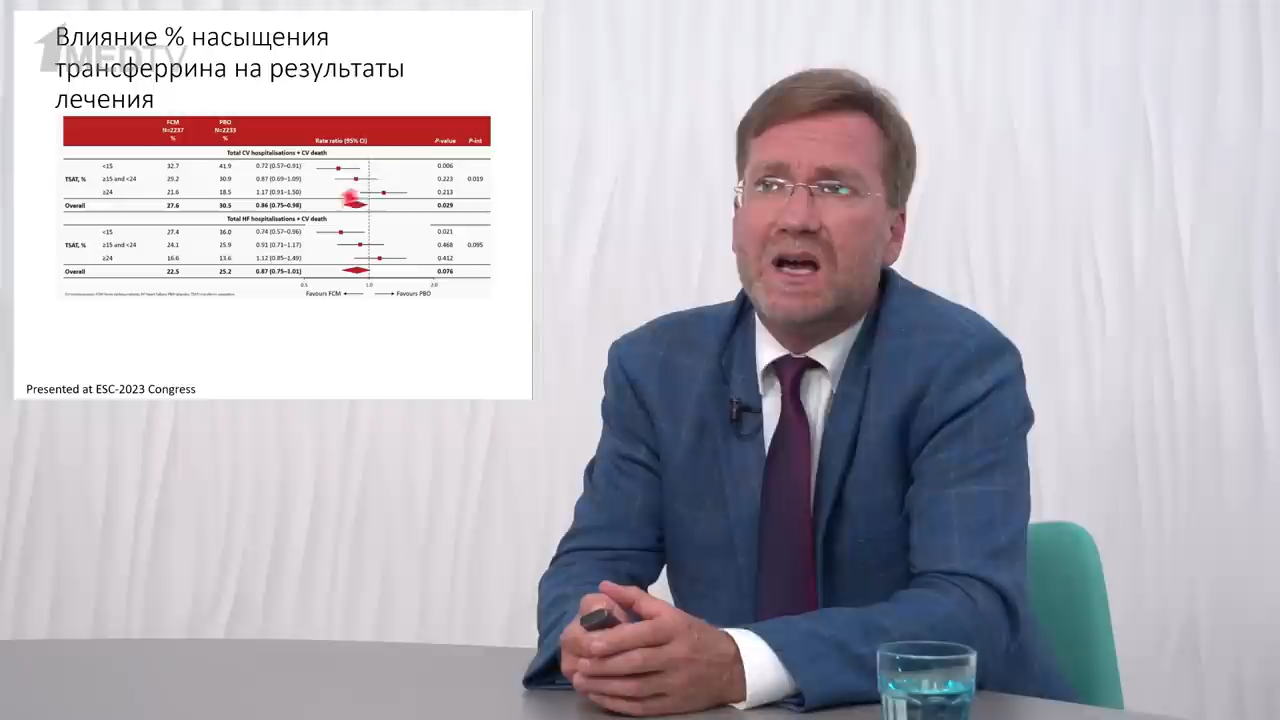 1MEDTV
Влияние % насыщения
трансферрина на результаты
лечения
FCM PBO
N=2237 N=2233
% % Rate ratio (95% CI) P-value P-int
Total CV hospitalisations + CV death
<15 32.7 41.9 0.72 (0.57–0.91) 0.006
TSAT, % ≥15 and <24 29.2 30.9 0.87 (0.69–1.09) 0.223 0.019
≥24 21.6 18.5 1.17 (0.91–1.50) 0.213
Overall 27.6 30.5 0.86 (0.75–0.98) 0.029
Total HF hospitalisations + CV death
<15 27.4 36.0 0.74 (0.57–0.96) 0.021
TSAT, % ≥15 and <24 24.1 25.9 0.91 (0.71–1.17) 0.468 0.095
≥24 16.6 13.6 1.12 (0.85–1.49) 0.412
Overall 22.5 25.2 0.87 (0.75–1.01) 0.076
0.5 1.0 2.0
Favours FCM Favours PBO
Presented at ESC-2023 Congress